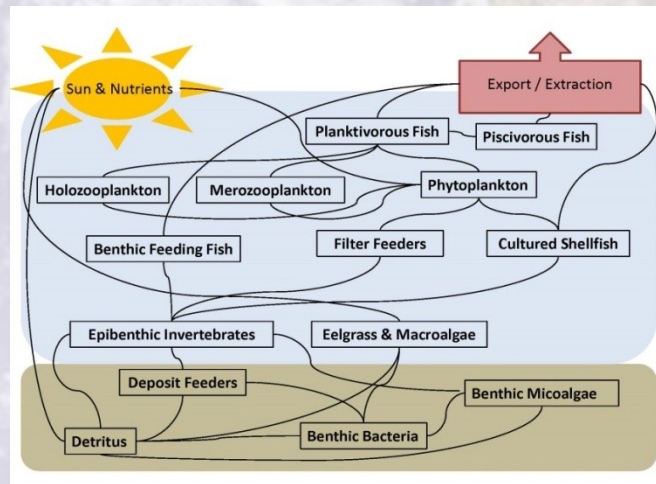 Sun & Nutrients
Export / Extraction
Planktivorous Fish
Piscivorous Fish
Holozooplankton
Merozooplankton
Phytoplankton
Benthic Feeding Fish
Filter Feeders
Cultured Shellfish
Epibenthic Invertebrates
Eelgrass & Macroalgae
Deposit Feeders
Benthic Micoalgae
Detritus
Benthic Bacteria